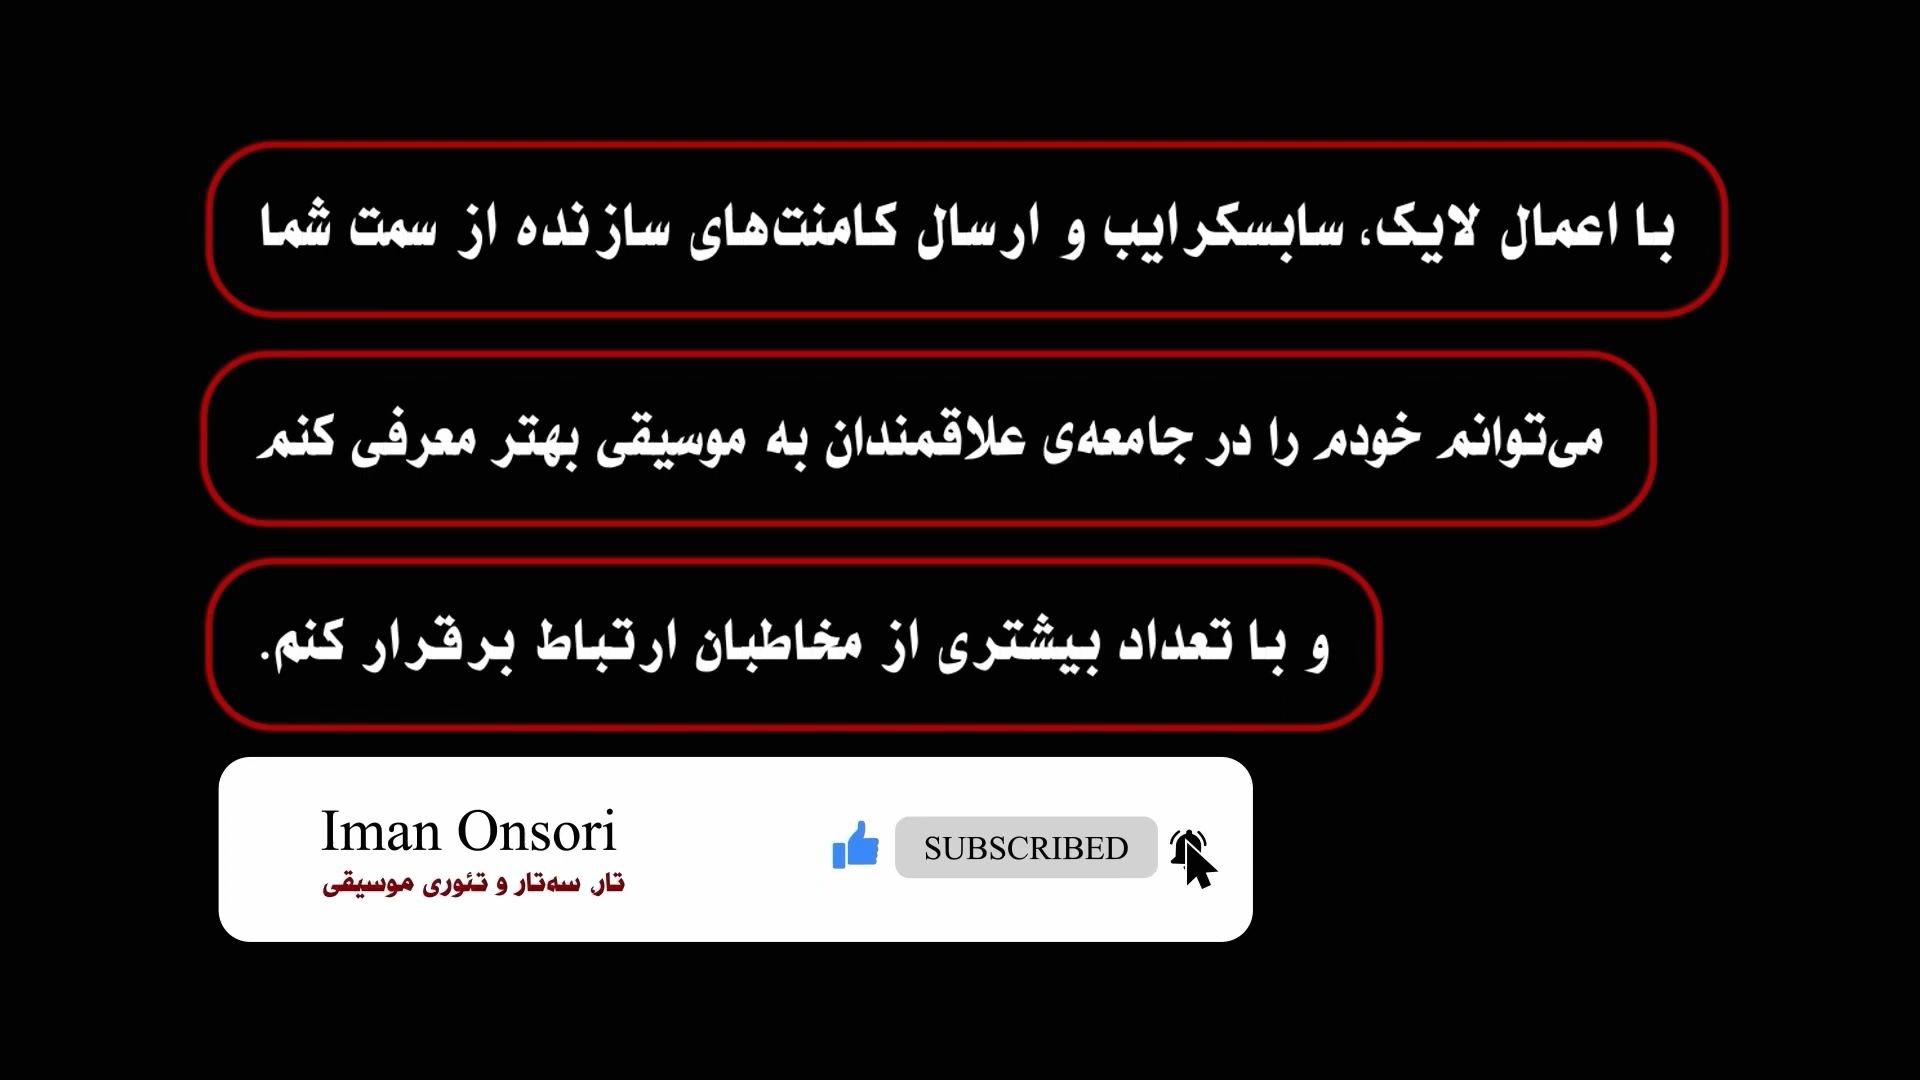 با اعمال لایک، سابسکرایب و ارسال کامنت‌های سازنده از سمت شما
می‌توانم خودم را در جامعه‌ی علاقمندان به موسیقی بهتر معرفی کنم
و با تعداد بیشتری از مخاطبان ارتباط برقرار کنم.
Iman Onsori
SUBSCRIBED
تار، سه‌تار و تئوری موسیقی